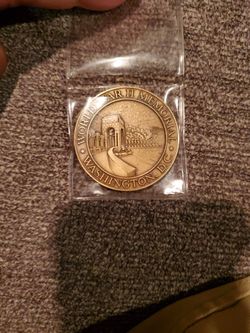 WORLD WAR II MEMORIAL
WASHINGTON, D.C.